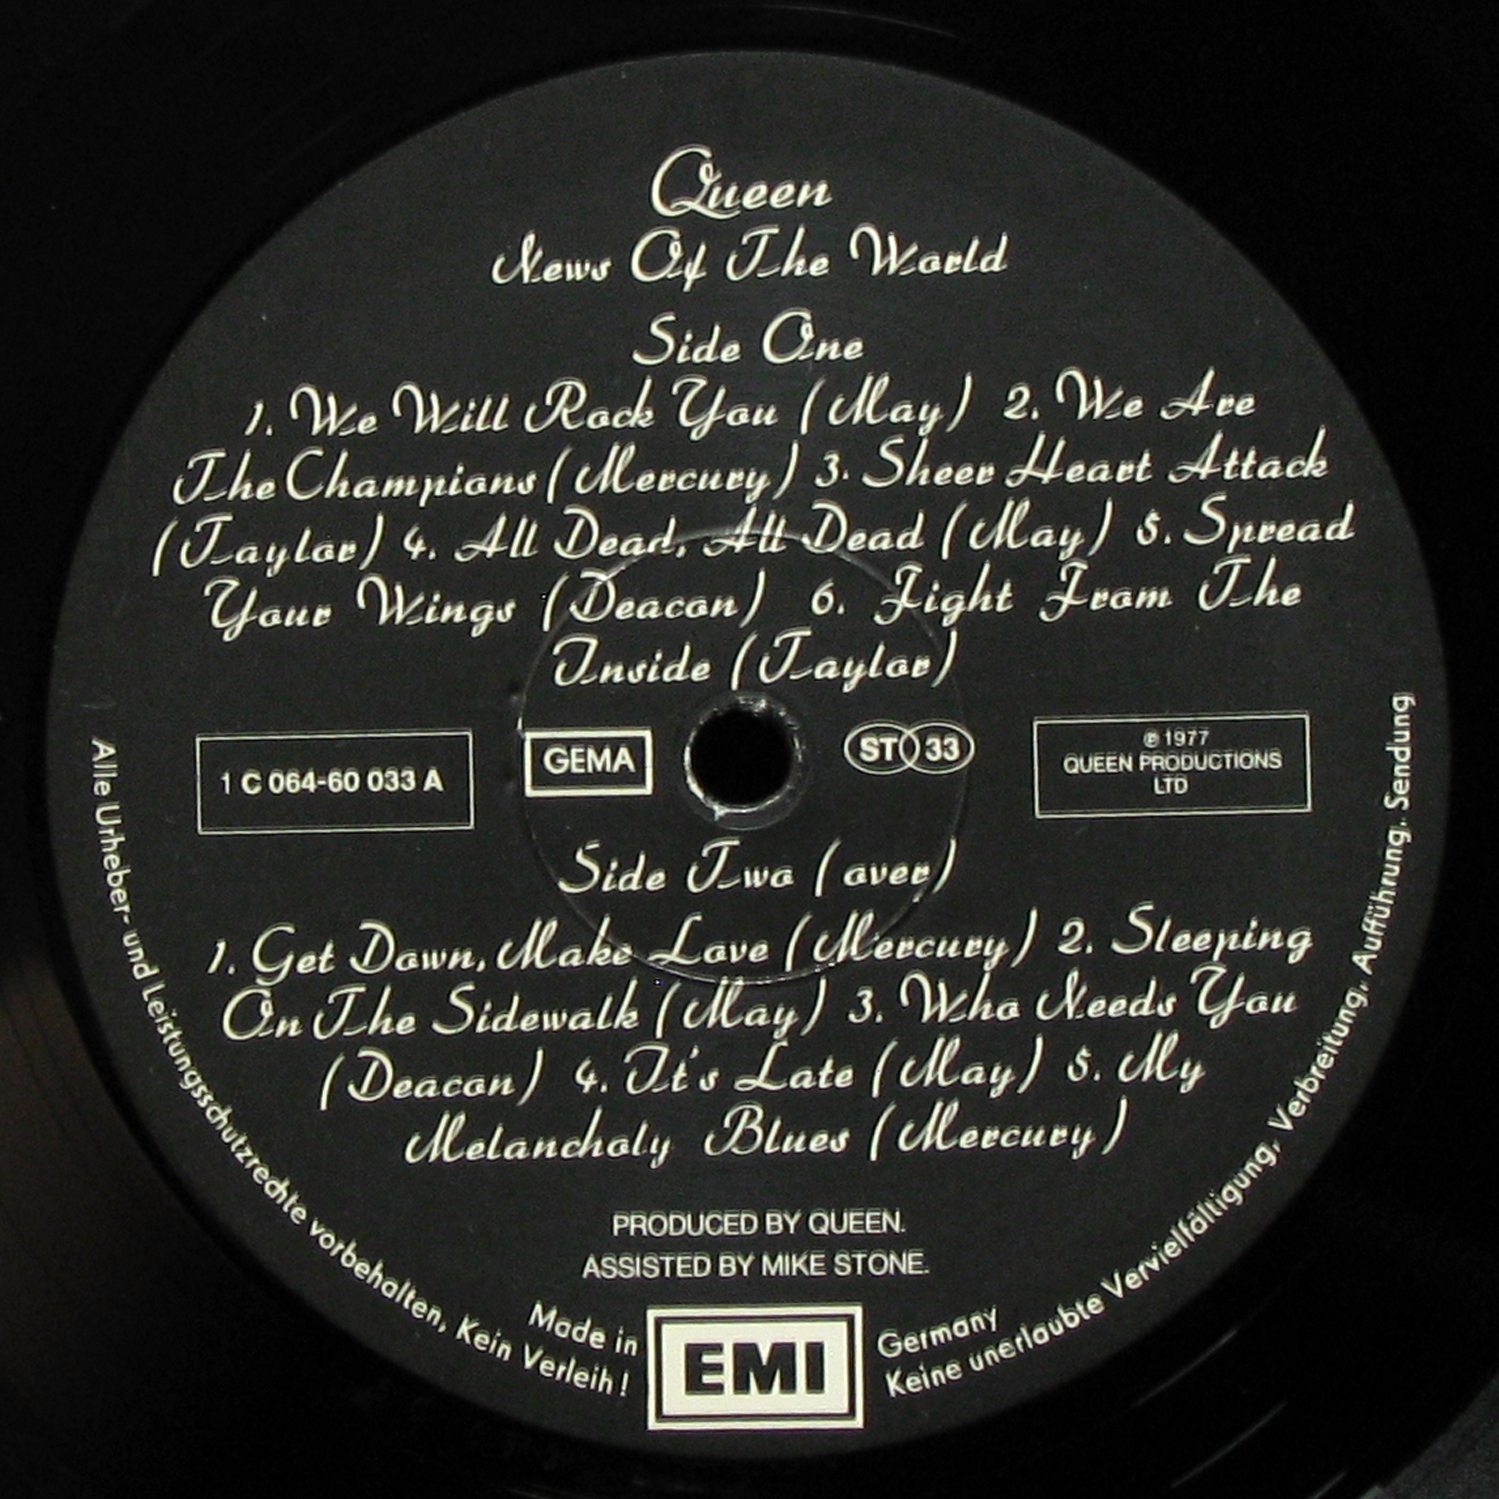 Queen
News Of The World
Side One
1. We Will Rock You (May) 2. We Are
The Champions (Mercury) 3. Sheer Heart Attack
(Taylor) 4. All Dead, All Dead (May) 5. Spread
Your Wings (Deacon) 6. Fight From The
Inside (Taylor)
1 C 064-60 033 A
GEMA
ST 33
℗ 1977
QUEEN PRODUCTIONS
LTD
Side Two (over)
1. Get Down, Make Love (Mercury) 2. Sleeping
On The Sidewalk (May) 3. Who Needs You
(Deacon) 4. It's Late (May) 5. My
Melancholy Blues (Mercury)
PRODUCED BY QUEEN.
ASSISTED BY MIKE STONE.
Made in EMI Germany
Alle Urheber- und Leistungsschutzrechte vorbehalten, Kein Verleih!
Keine unerlaubte Vervielfältigung, Verbreitung, Aufführung, Sendung